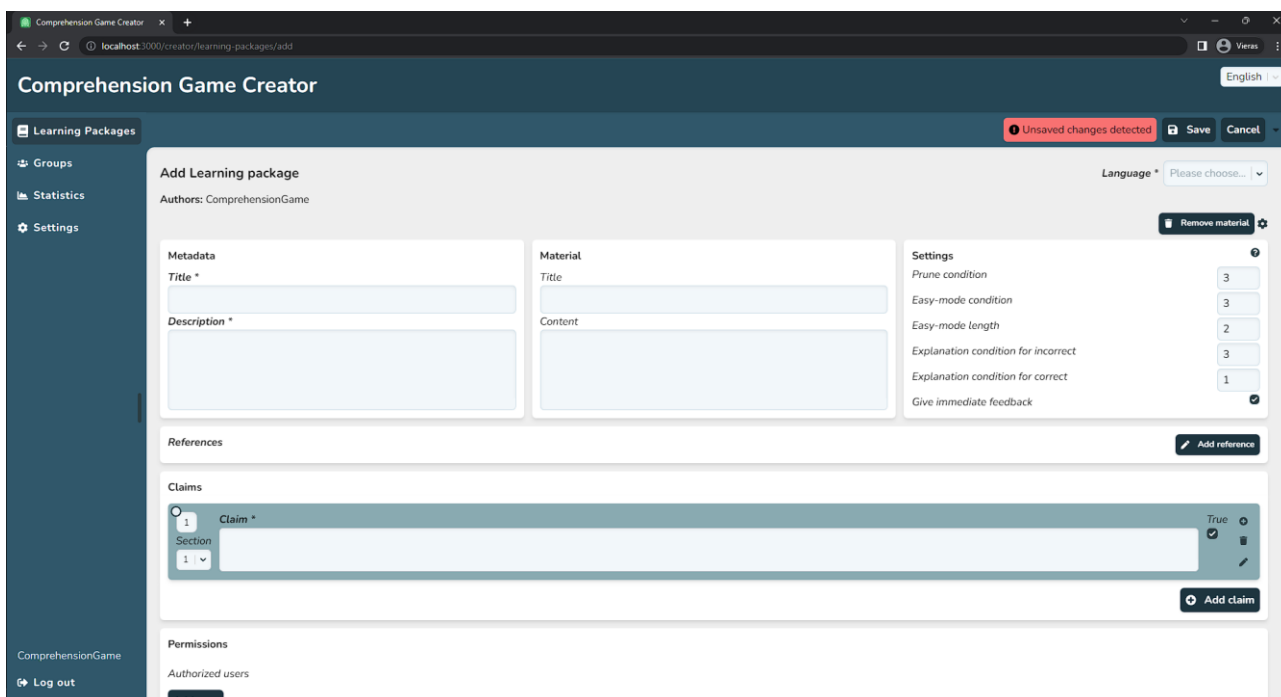 Comprehension Game Creator
localhost:3000/creator/learning-packages/add
Vieras
Comprehension Game Creator
English
Learning Packages
Unsaved changes detected
Save
Cancel
Groups
Statistics
Settings
Add Learning package
Language *
Please choose...
Authors: ComprehensionGame
Remove material
Metadata
Title *
Description *
Material
Title
Content
Settings
Prune condition
3
Easy-mode condition
3
Easy-mode length
2
Explanation condition for incorrect
3
Explanation condition for correct
1
Give immediate feedback
References
Add reference
Claims
1
Claim *
True
Section
1
Add claim
Permissions
Authorized users
ComprehensionGame
Log out